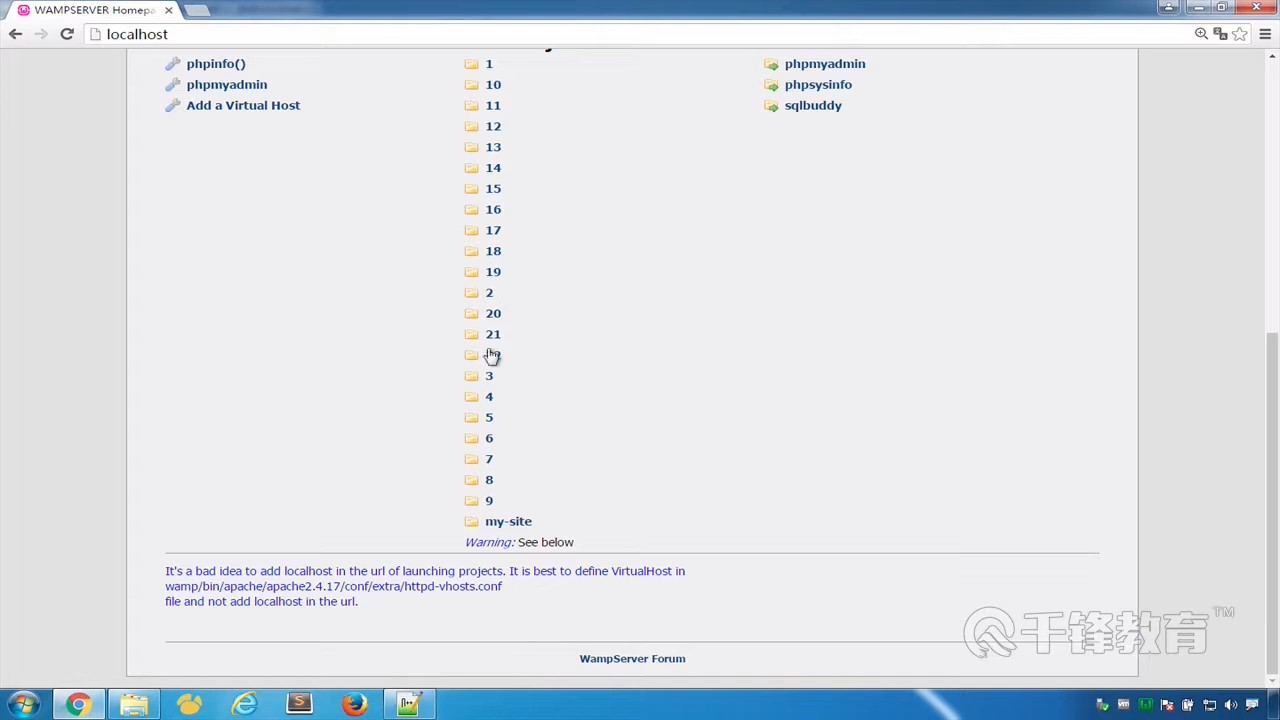 WAMPSERVER Homepa
localhost
phpinfo()
phpmyadmin
Add a Virtual Host
1
10
11
12
13
14
15
16
17
18
19
2
20
21
3
4
5
6
7
8
9
my-site
Warning: See below
phpmyadmin
phpsysinfo
sqlbuddy
It's a bad idea to add localhost in the url of launching projects. It is best to define VirtualHost in
wamp/bin/apache/apache2.4.17/conf/extra/httpd-vhosts.conf
file and not add localhost in the url.
千锋教育™
WampServer Forum